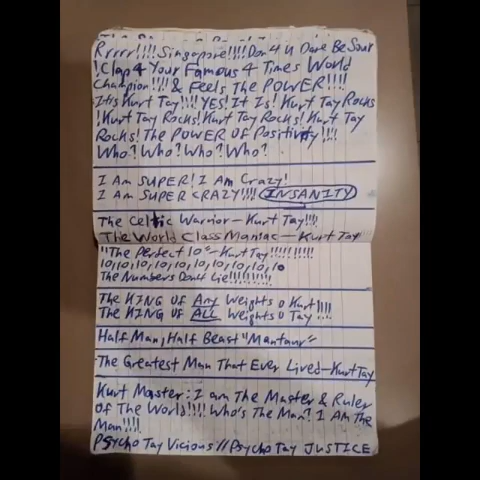 Rrrrr!!!! Singapore!!!! Don4 U Dare Be Sour
!Clap 4 Your Famous 4 Times World
Champion!!!! & Feels The POWER!!!!
It's Kurt Tay!!!! YES! It Is! Kurt Tay Rocks
!Kurt Tay Rocks! Kurt Tay Rocks! Kurt Tay
Rocks! The POWER Of Positivity!!!!
Who? Who? Who? Who?
I Am SUPER! I Am Crazy!
I Am SUPER CRAZY!!!! INSANITY
The Celtic Warrior - Kurt Tay!!!!
The World Class Maniac - Kurt Tay
"The Perfect 10" - Kurt Tay!!!!!!!!!!
10,10,10,10,10,10,10,10,10,10
The Numbers Don't Lie!!!!!!!!!!
The KING Of Any Weights D Kurt!!!!
The KING Of ALL Weights D Tay!!!!
Half Man, Half Beast "Mantaur"
The Greatest Man That Ever Lived - Kurt Tay
Kurt Master: I am The Master & Ruler
Of The World!!!! Who's The Man? I Am The
Man!!!!
Psycho Tay Vicious // Psycho Tay JUSTICE